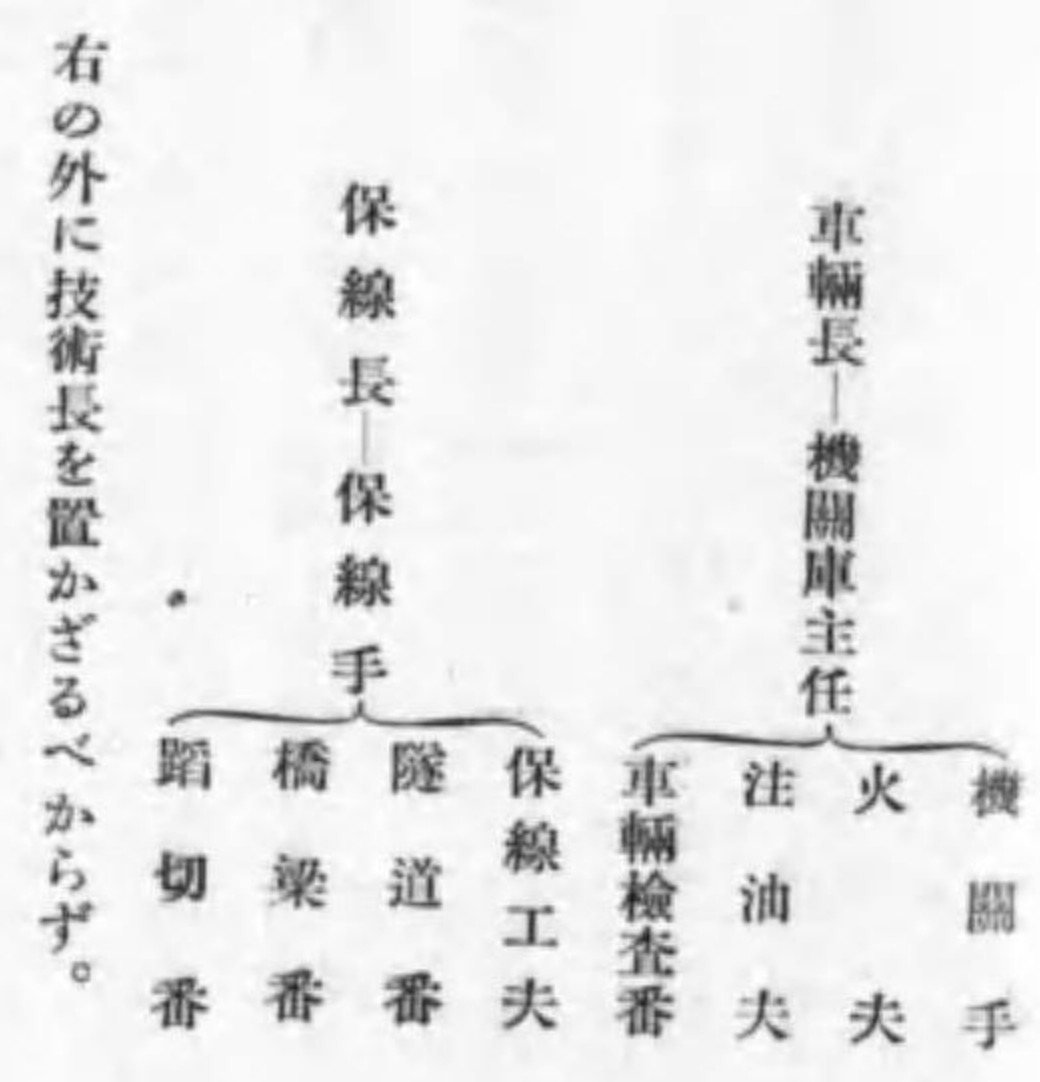 車輛長―機關庫主任
機關手
火夫
注油夫
車輛檢査番
保線長―保線手
保線工夫
隧道番
橋梁番
蹈切番
右の外に技術長を置かざるべからず。